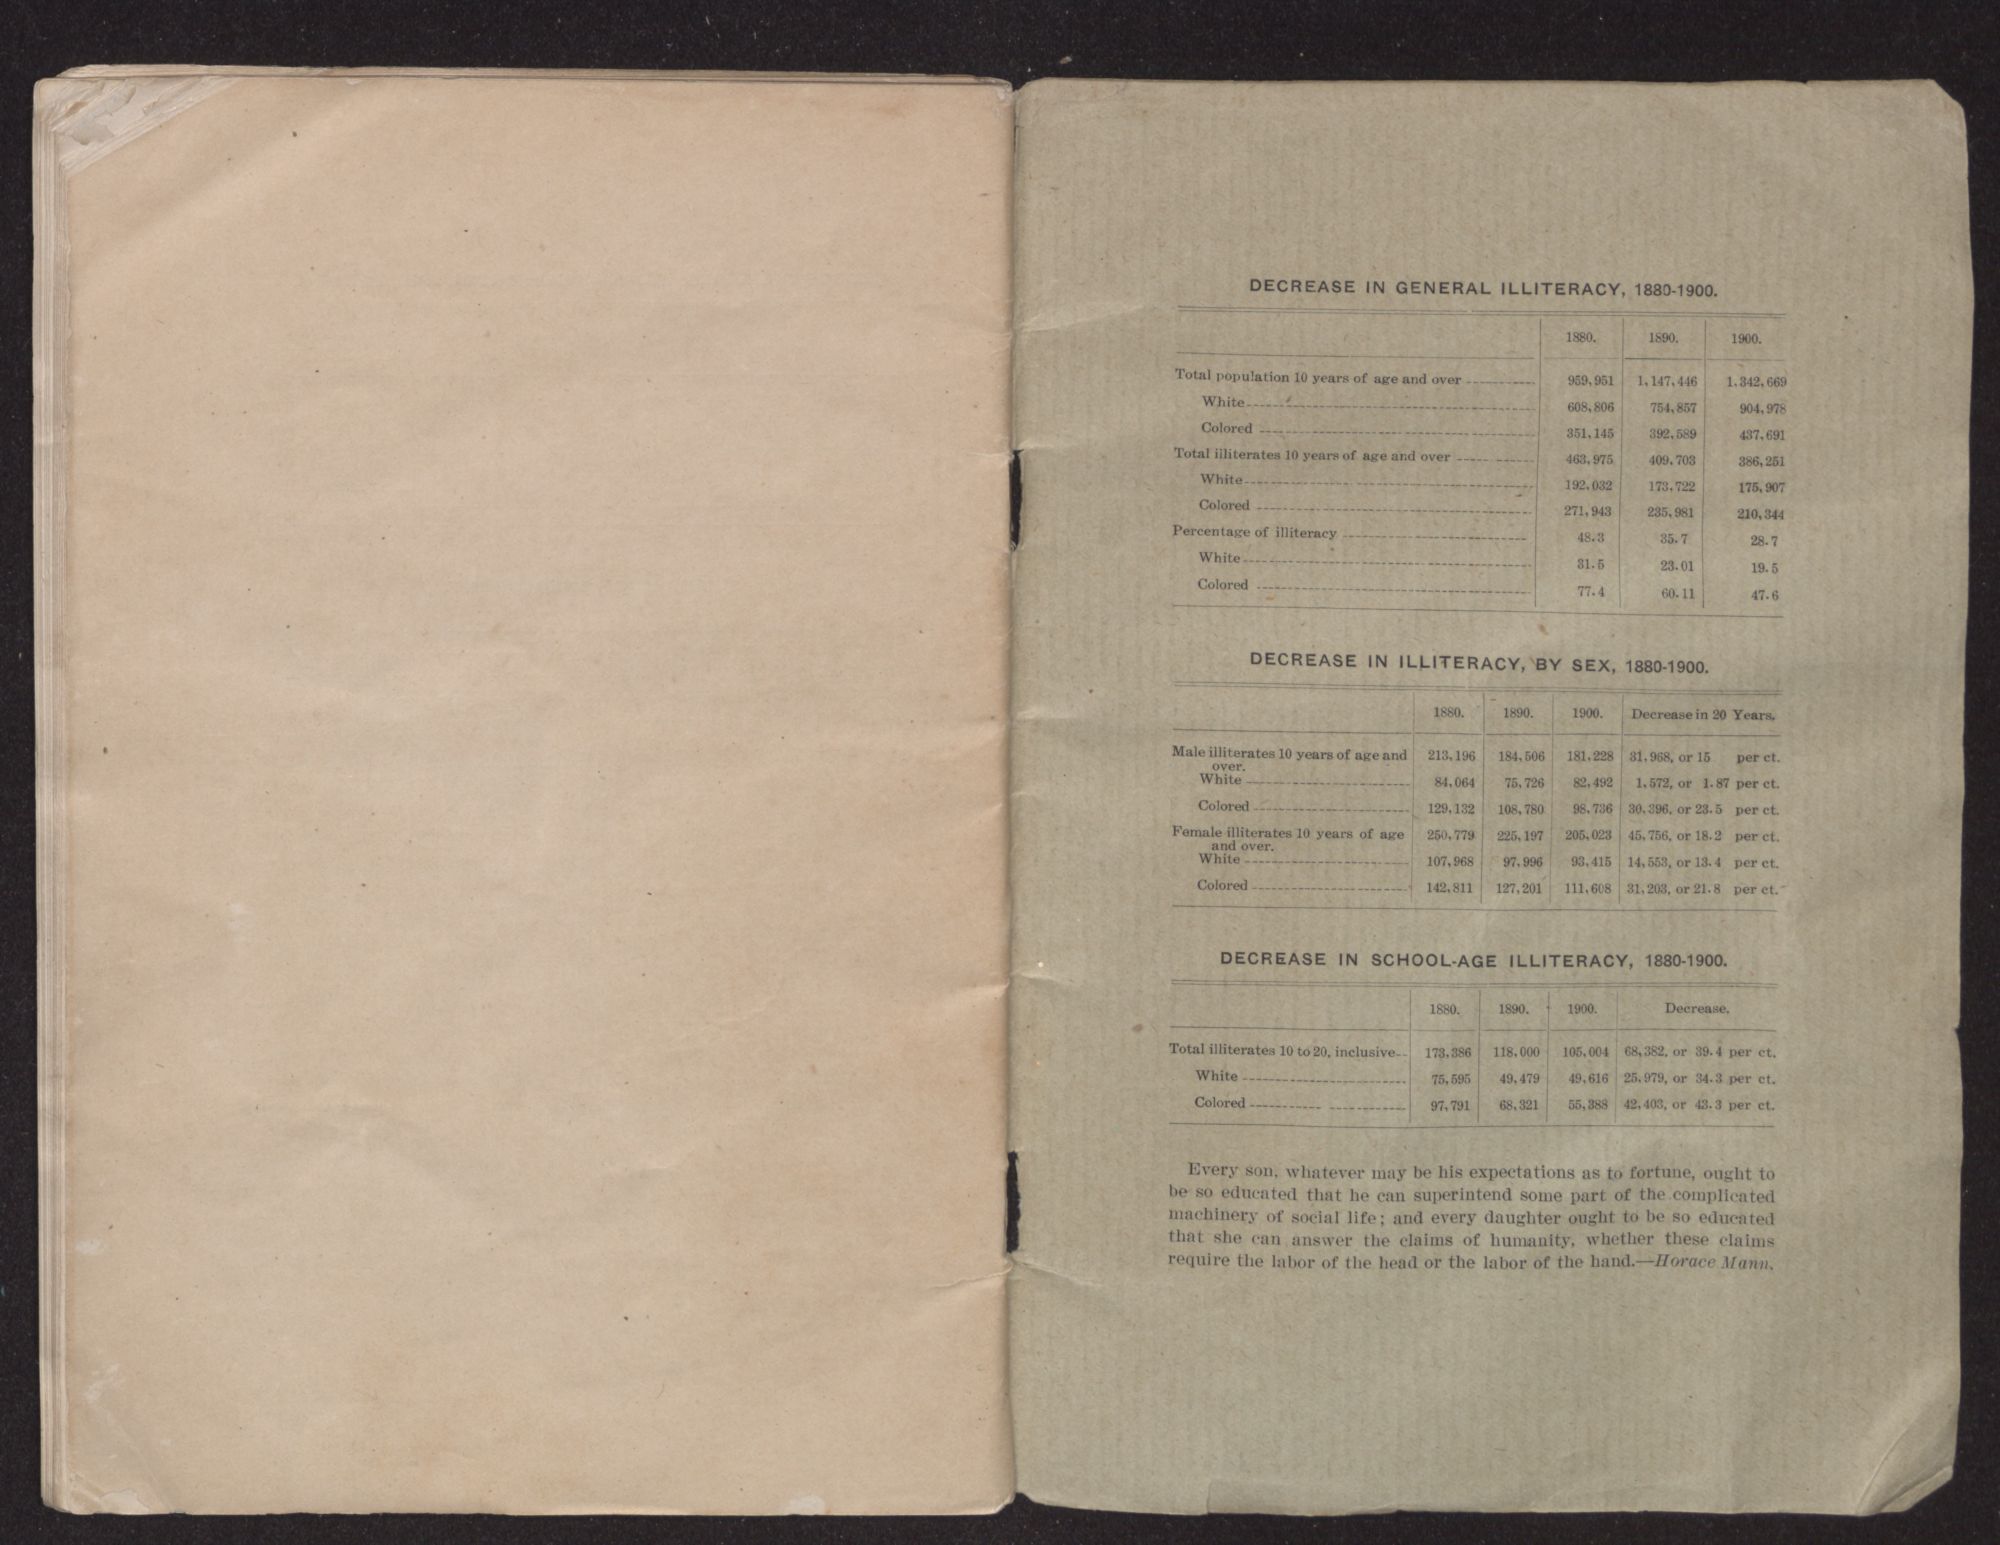 DECREASE IN GENERAL ILLITERACY, 1880-1900.
1880. 1890. 1900.
Total population 10 years of age and over 959,951 1,147,446 1,342,669
White 608,806 754,857 904,978
Colored 351,145 392,589 437,691
Total illiterates 10 years of age and over 463,975 409,703 386,251
White 192,032 173,722 175,907
Colored 271,943 235,981 210,344
Percentage of illiteracy 48.3 35.7 28.7
White 31.5 23.01 19.5
Colored 77.4 60.11 47.6
DECREASE IN ILLITERACY, BY SEX, 1880-1900.
1880. 1890. 1900. Decrease in 20 Years.
Male illiterates 10 years of age and 213,196 184,506 181,228 31,968, or 15 per ct.
over.
White 84,064 75,726 82,492 1,572, or 1.87 per ct.
Colored 129,132 108,780 98,736 30,396, or 23.5 per ct.
Female illiterates 10 years of age 250,779 225,197 205,023 45,756, or 18.2 per ct.
and over.
White 107,968 97,996 93,415 14,553, or 13.4 per ct.
Colored 142,811 127,201 111,608 31,203, or 21.8 per ct.
DECREASE IN SCHOOL-AGE ILLITERACY, 1880-1900.
1880. 1890. 1900. Decrease.
Total illiterates 10 to 20, inclusive 173,386 118,000 105,004 68,382, or 39.4 per ct.
White 75,595 49,479 49,616 25,979, or 34.3 per ct.
Colored 97,791 68,321 55,388 42,403, or 43.3 per ct.
Every son, whatever may be his expectations as to fortune, ought to
be so educated that he can superintend some part of the complicated
machinery of social life; and every daughter ought to be so educated
that she can answer the claims of humanity, whether these claims
require the labor of the head or the labor of the hand.—Horace Mann.